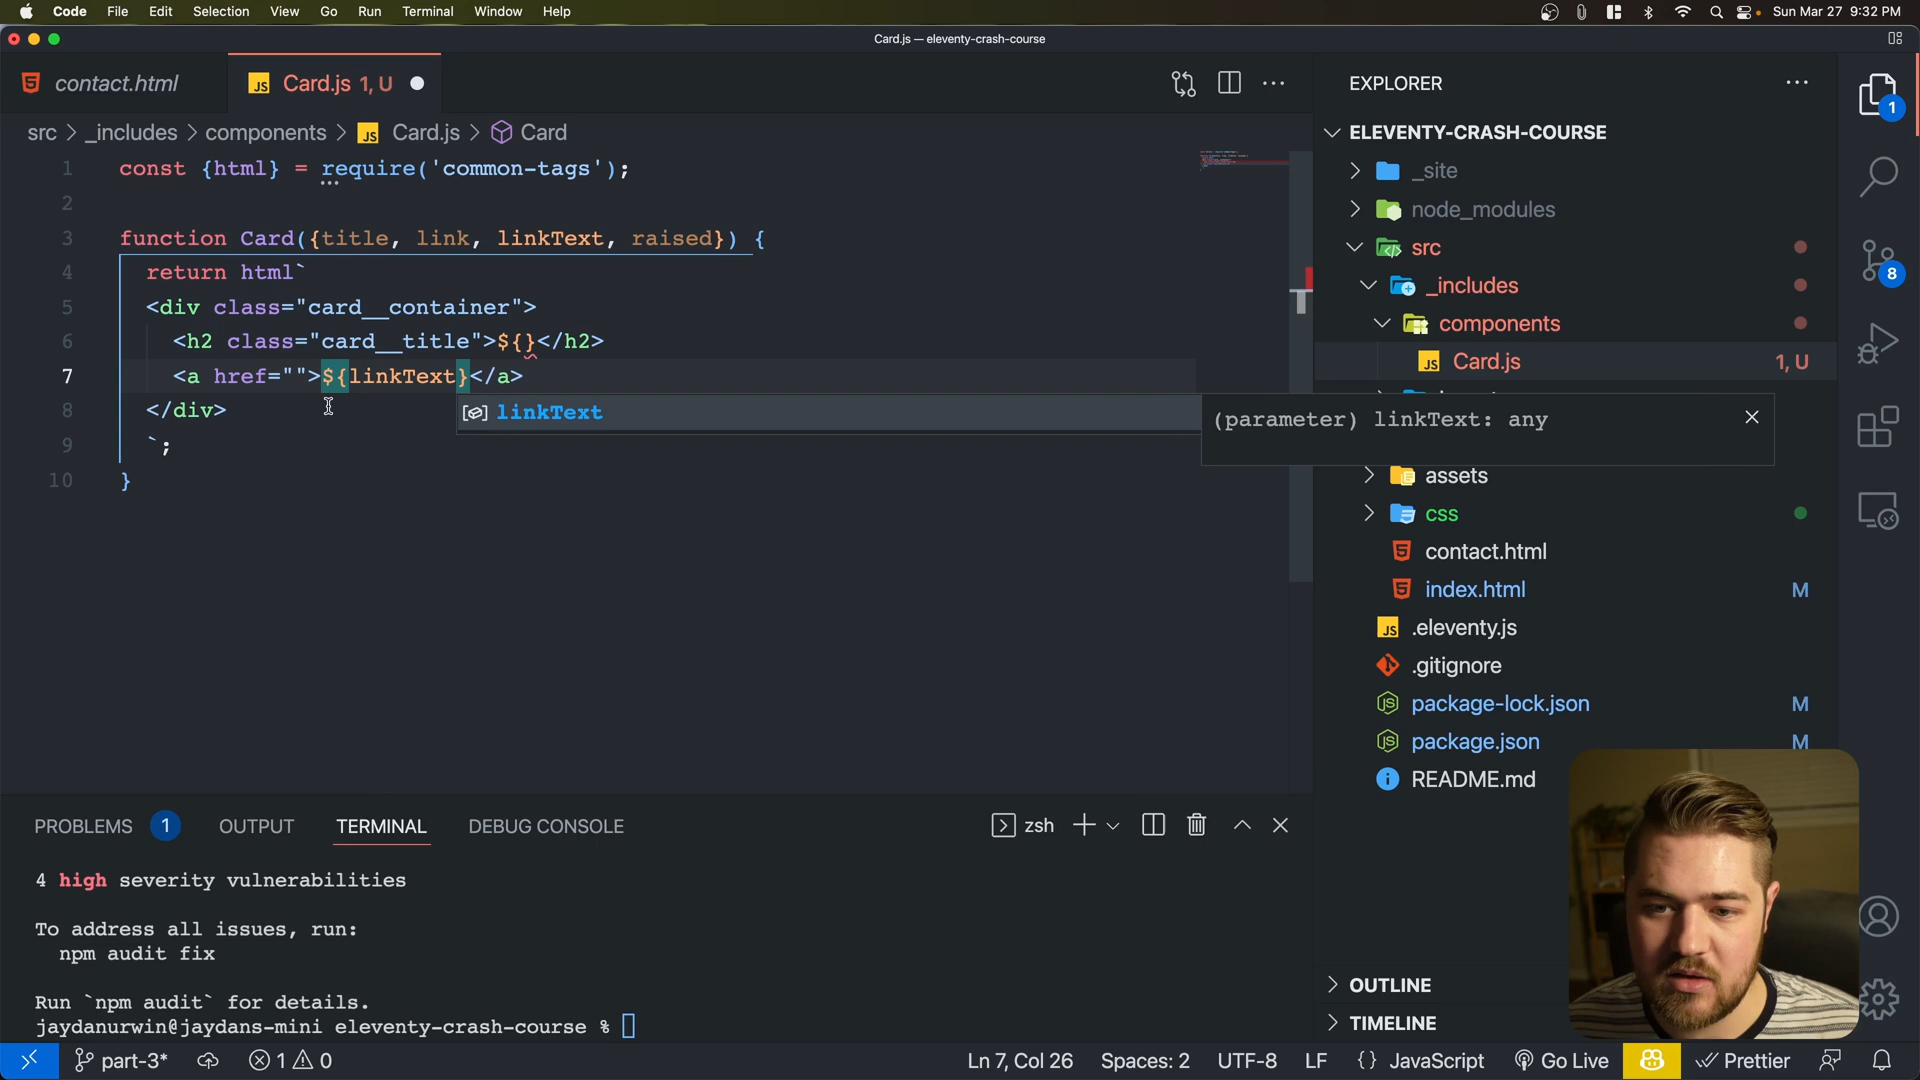 Code File Edit Selection View Go Run Terminal Window Help Sun Mar 27 9:32 PM
Card.js — eleventy-crash-course
contact.html
Card.js 1, U
src > _includes > components > Card.js > Card
1 const {html} = require('common-tags');
2
3 function Card({title, link, linkText, raised}) {
4 return html`
5 <div class="card__container">
6 <h2 class="card__title">${}</h2>
7 <a href="">${linkText}</a>
8 </div>
9 `;
10 }
linkText
(parameter) linkText: any
EXPLORER
ELEVENTY-CRASH-COURSE
_site
node_modules
src
_includes
components
Card.js 1, U
assets
css
contact.html
index.html M
.eleventy.js
.gitignore
package-lock.json M
package.json M
README.md
OUTLINE
TIMELINE
1
8
PROBLEMS 1 OUTPUT TERMINAL DEBUG CONSOLE zsh
4 high severity vulnerabilities
To address all issues, run:
npm audit fix
Run `npm audit` for details.
jaydanurwin@jaydans-mini eleventy-crash-course %
part-3* 1 0 Ln 7, Col 26 Spaces: 2 UTF-8 LF {} JavaScript Go Live Prettier